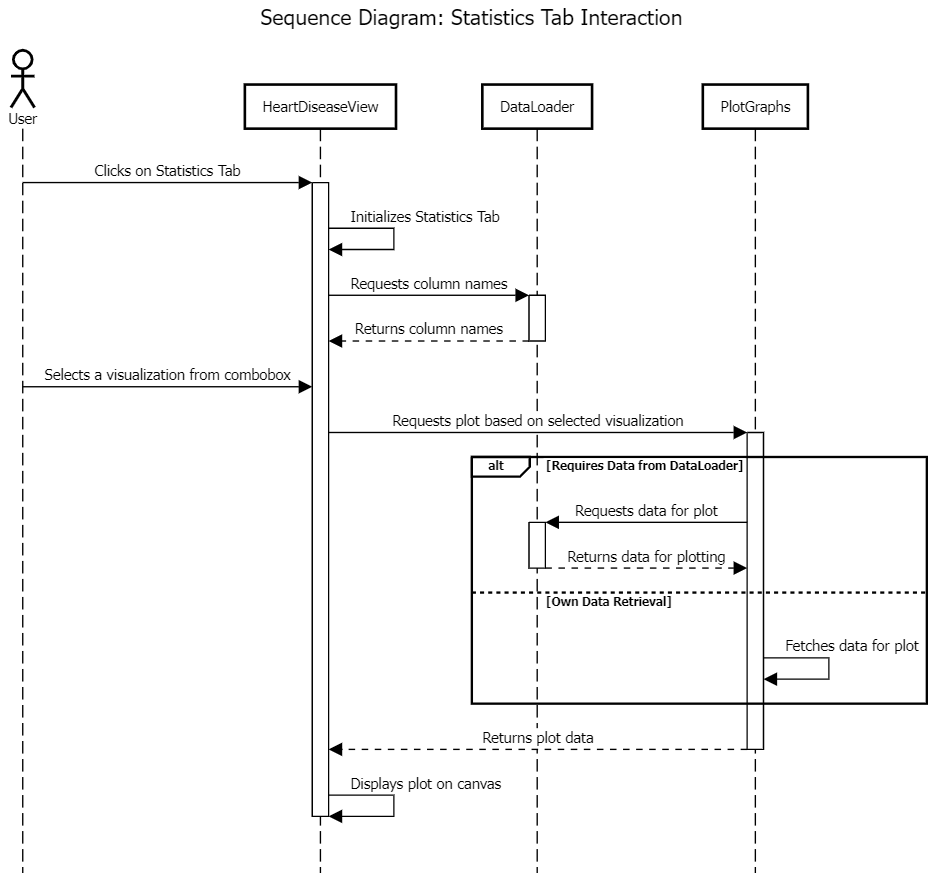 Sequence Diagram: Statistics Tab Interaction
User
HeartDiseaseView
DataLoader
PlotGraphs
Clicks on Statistics Tab
Initializes Statistics Tab
Requests column names
Returns column names
Selects a visualization from combobox
Requests plot based on selected visualization
alt
[Requires Data from DataLoader]
Requests data for plot
Returns data for plotting
[Own Data Retrieval]
Fetches data for plot
Returns plot data
Displays plot on canvas